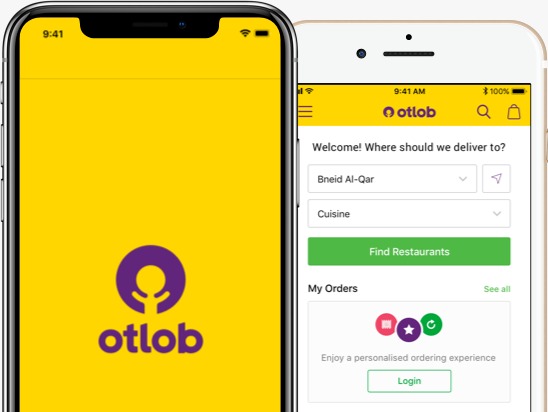 9:41
otlob
9:41 AM
100%
otlob
Welcome! Where should we deliver to?
Bneid Al-Qar
Cuisine
Find Restaurants
My Orders
See all
Enjoy a personalised ordering experience
Login